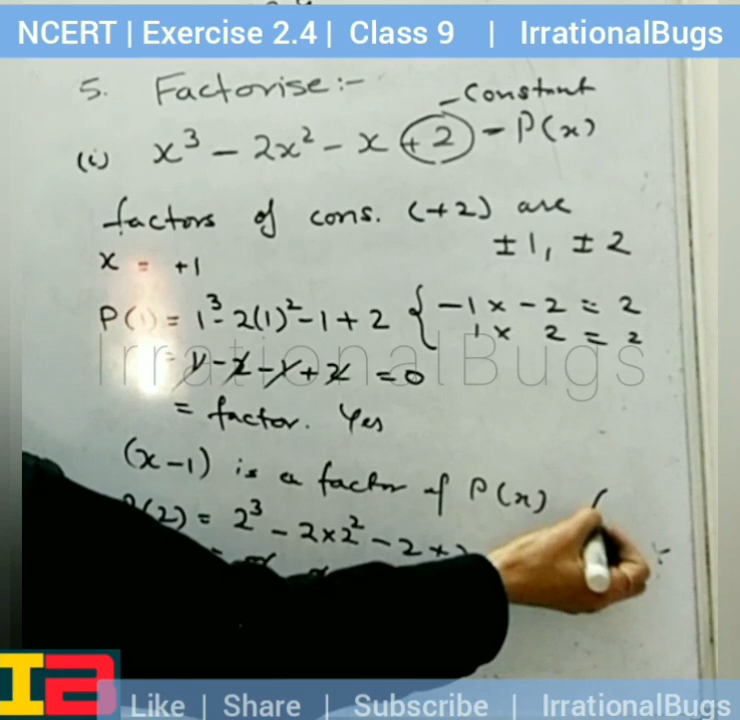 NCERT | Exercise 2.4 | Class 9 | IrrationalBugs
5. Factorise:-
- Constant
(i) x³ - 2x² - x + 2 - P(x)
factors of cons. (+2) are
± 1, ± 2
x = +1
P(1) = 1³ - 2(1)² - 1 + 2 { -1 x -2 = 2
1 x 2 = 2
= 1 - 2 - 1 + 2 = 0
IrrationalBugs
= factor. Yes
(x-1) is a factor of P(x)
(2) = 2³ - 2x2² - 2 +
IB
Like | Share | Subscribe | IrrationalBugs